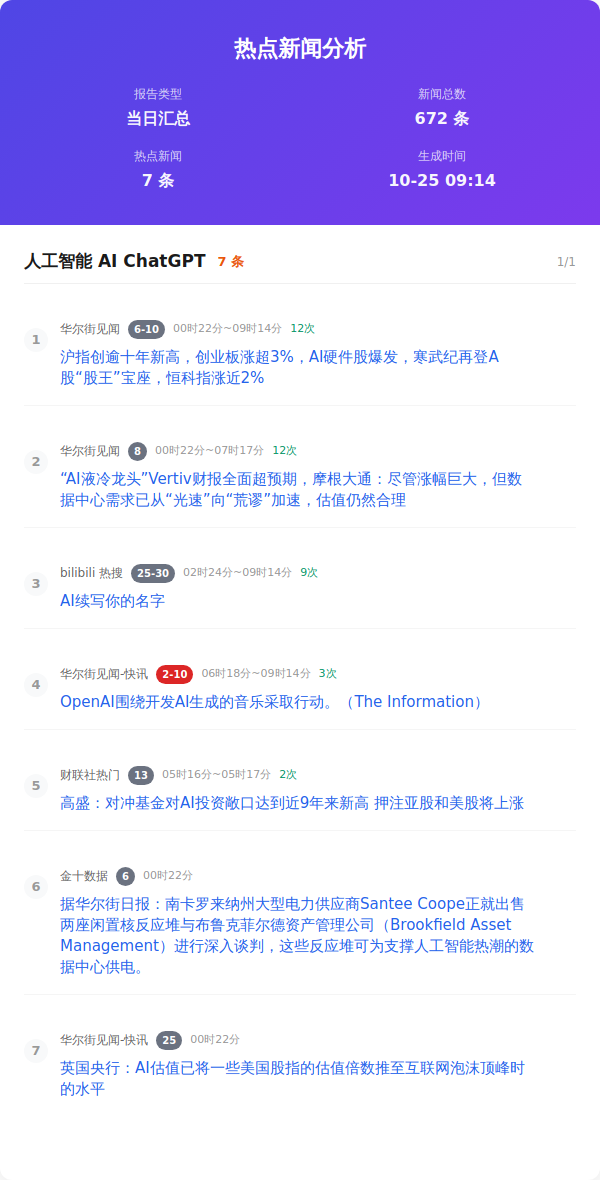 热点新闻分析
报告类型
新闻总数
当日汇总
672 条
热点新闻
生成时间
7 条
10-25 09:14
人工智能 AI ChatGPT 7 条 1/1
1
华尔街见闻 6-10 00时22分~09时14分 12次
沪指创逾十年新高，创业板涨超3%，AI硬件股爆发，寒武纪再登A
股“股王”宝座，恒科指涨近2%
2
华尔街见闻 8 00时22分~07时17分 12次
“AI液冷龙头”Vertiv财报全面超预期，摩根大通：尽管涨幅巨大，但数
据中心需求已从“光速”向“荒谬”加速，估值仍然合理
3
bilibili 热搜 25-30 02时24分~09时14分 9次
AI续写你的名字
4
华尔街见闻-快讯 2-10 06时18分~09时14分 3次
OpenAI围绕开发AI生成的音乐采取行动。（The Information）
5
财联社热门 13 05时16分~05时17分 2次
高盛：对冲基金对AI投资敞口达到近9年来新高 押注亚股和美股将上涨
6
金十数据 6 00时22分
据华尔街日报：南卡罗来纳州大型电力供应商Santee Coope正就出售
两座闲置核反应堆与布鲁克菲尔德资产管理公司（Brookfield Asset
Management）进行深入谈判，这些反应堆可为支撑人工智能热潮的数
据中心供电。
7
华尔街见闻-快讯 25 00时22分
英国央行：AI估值已将一些美国股指的估值倍数推至互联网泡沫顶峰时
的水平